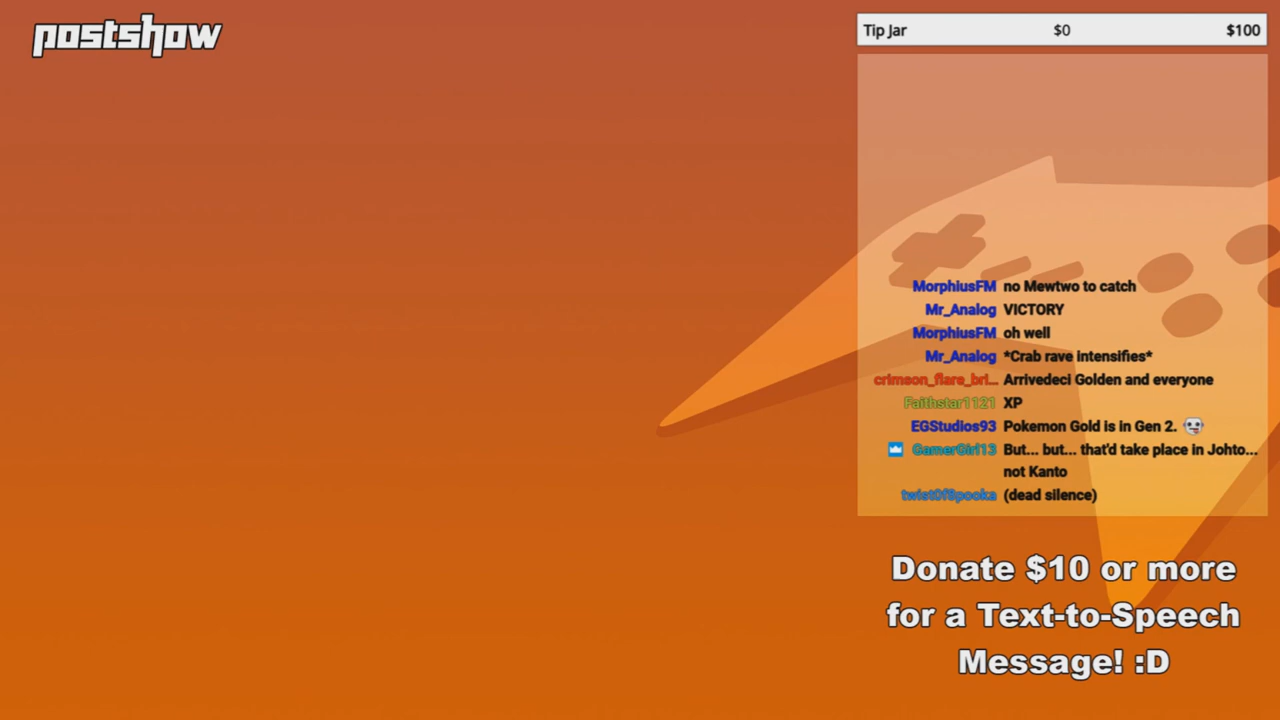 postshow
Tip Jar $0 $100
MorphiusFM no Mewtwo to catch
Mr_Analog VICTORY
MorphiusFM oh well
Mr_Analog *Crab rave intensifies*
crimson_flare_bri... Arrivedeci Golden and everyone
Faithstar1121 XP
EGStudios93 Pokemon Gold is in Gen 2.
GamerGirl13 But... but... that'd take place in Johto...
not Kanto
twist0f8pooka (dead silence)
Donate $10 or more
for a Text-to-Speech
Message! :D